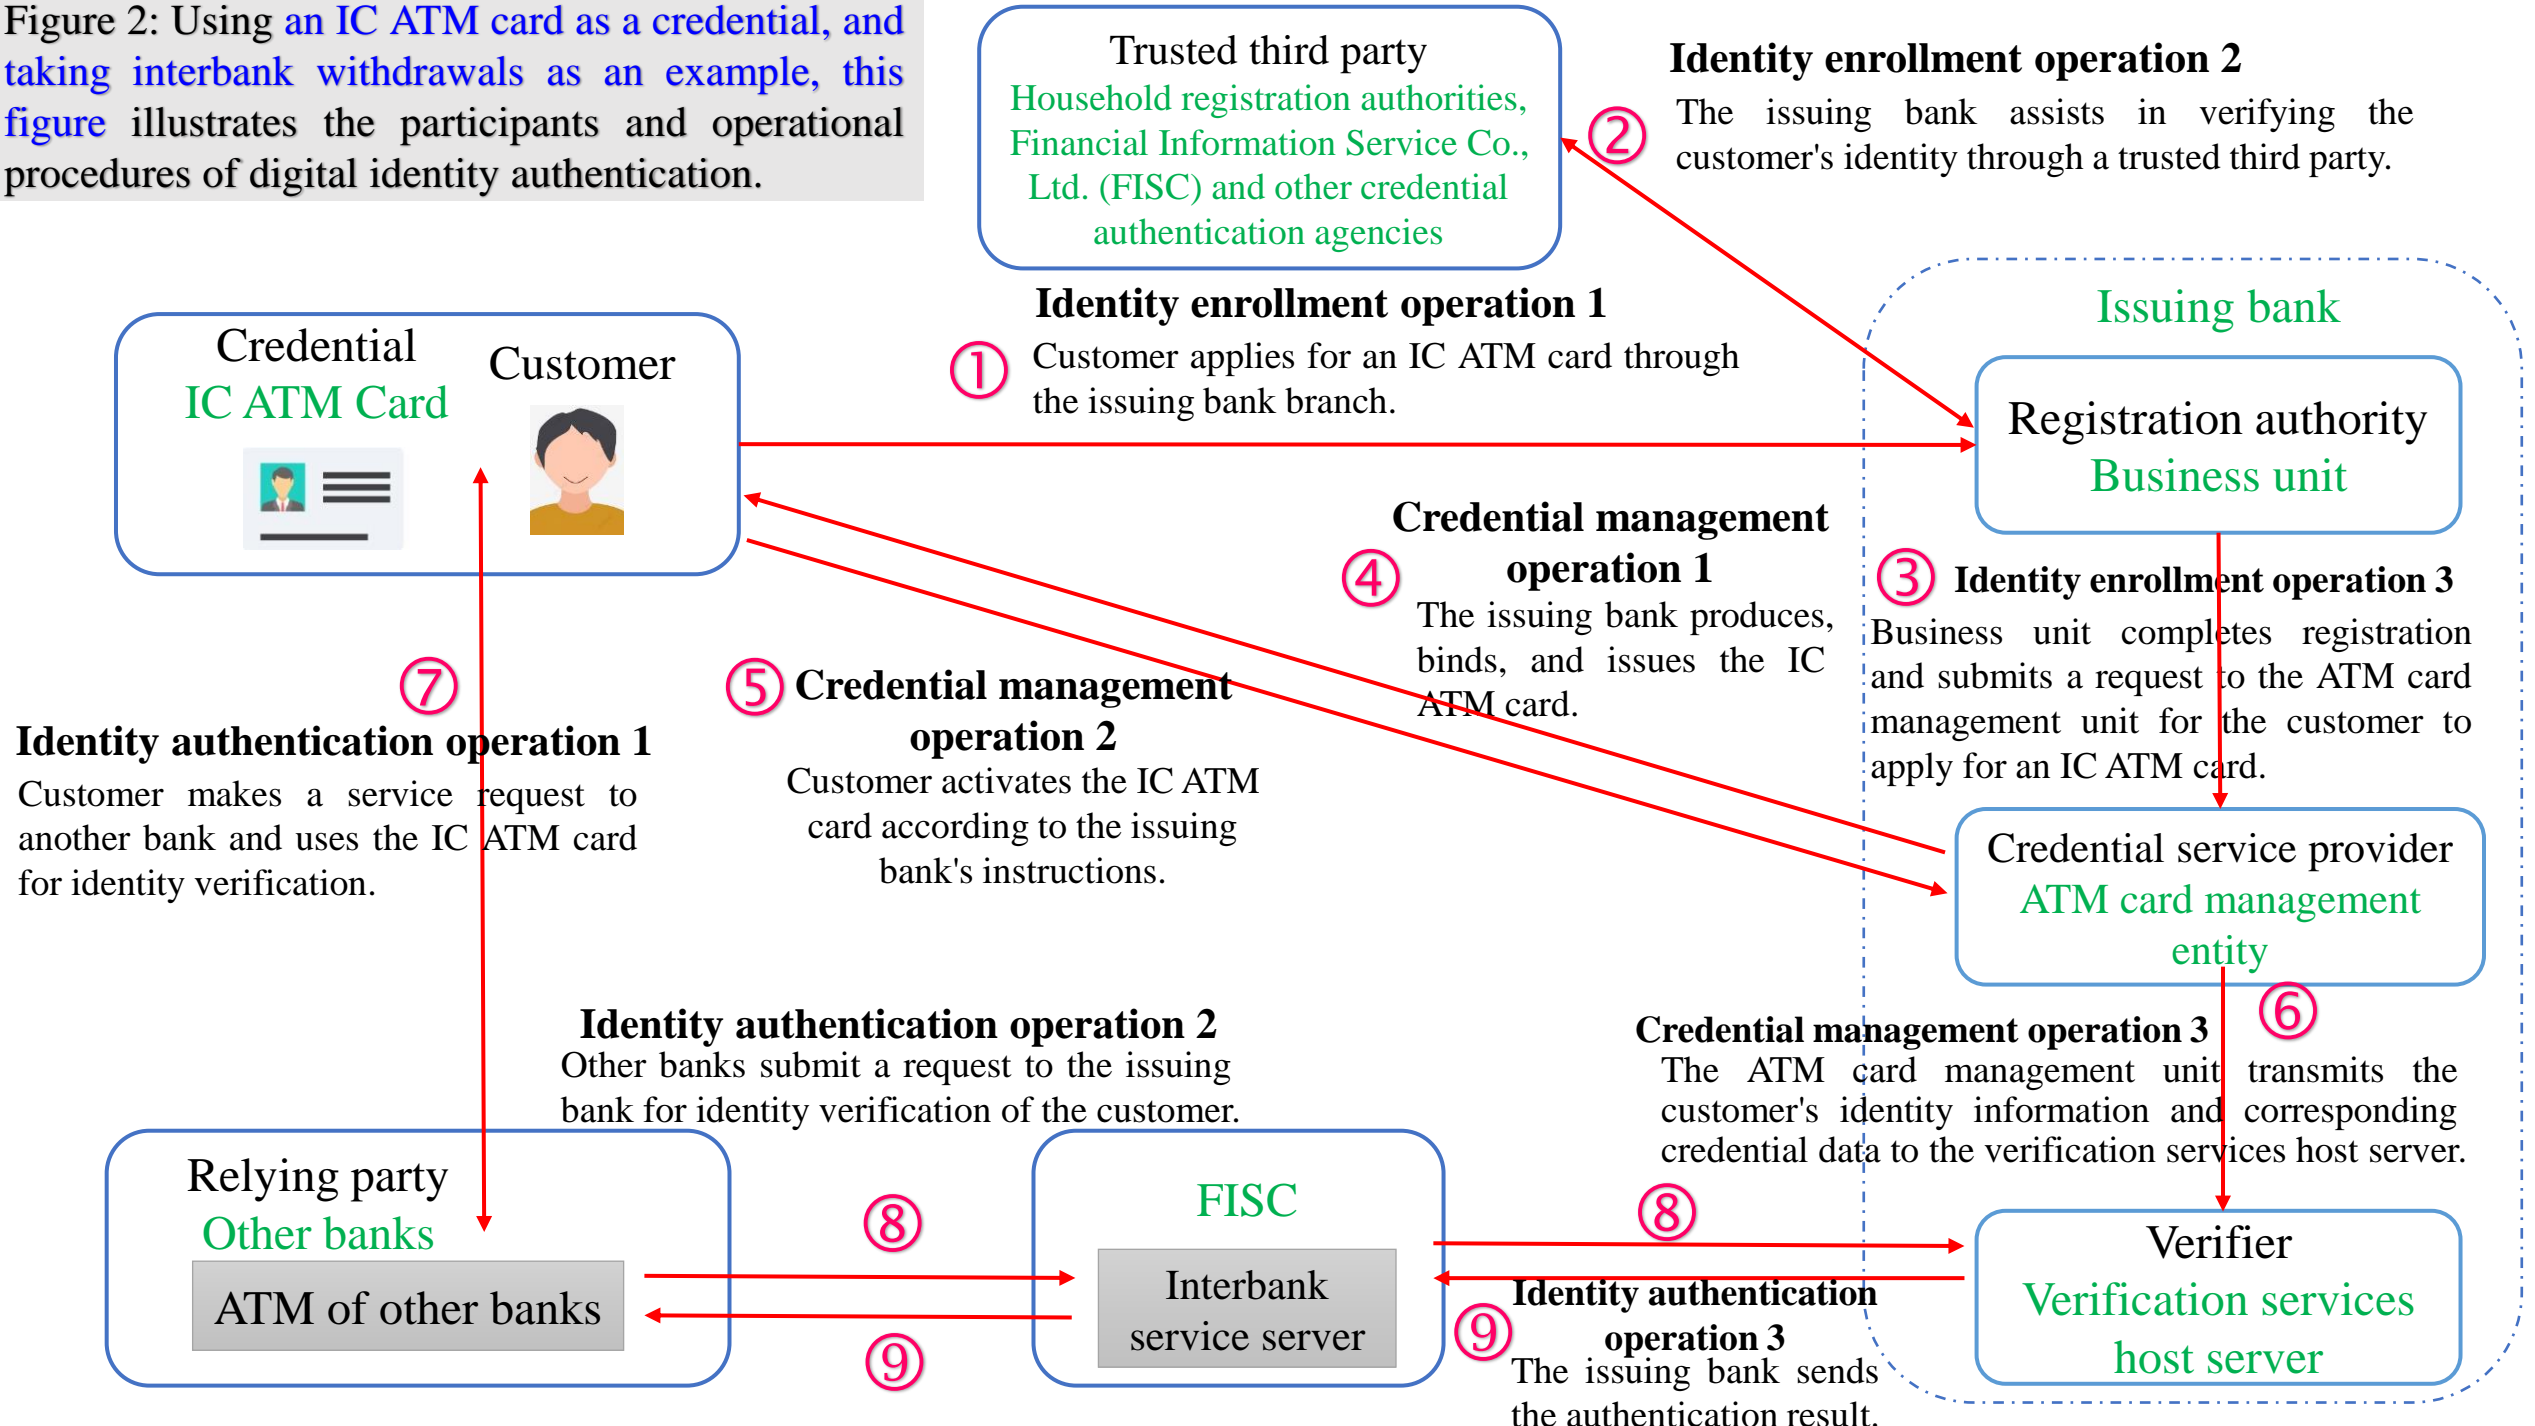 Figure 2: Using an IC ATM card as a credential, and
taking interbank withdrawals as an example, this
figure illustrates the participants and operational
procedures of digital identity authentication.
Trusted third party
Household registration authorities,
Financial Information Service Co.,
Ltd. (FISC) and other credential
authentication agencies
Identity enrollment operation 2
②
The issuing bank assists in verifying the
customer's identity through a trusted third party.
Identity enrollment operation 1
①
Customer applies for an IC ATM card through
the issuing bank branch.
Issuing bank
Credential
IC ATM Card
Customer
Registration authority
Business unit
Credential management
operation 1
④
The issuing bank produces,
binds, and issues the IC
ATM card.
③
Identity enrollment operation 3
Business unit completes registration
and submits a request to the ATM card
management unit for the customer to
apply for an IC ATM card.
⑦
Identity authentication operation 1
Customer makes a service request to
another bank and uses the IC ATM card
for identity verification.
⑤
Credential management
operation 2
Customer activates the IC ATM
card according to the issuing
bank's instructions.
Credential service provider
ATM card management
entity
⑥
Credential management operation 3
The ATM card management unit transmits the
customer's identity information and corresponding
credential data to the verification services host server.
Identity authentication operation 2
Other banks submit a request to the issuing
bank for identity verification of the customer.
Relying party
Other banks
ATM of other banks
⑧
⑨
FISC
Interbank
service server
⑧
⑨
Identity authentication
operation 3
The issuing bank sends
the authentication result.
Verifier
Verification services
host server